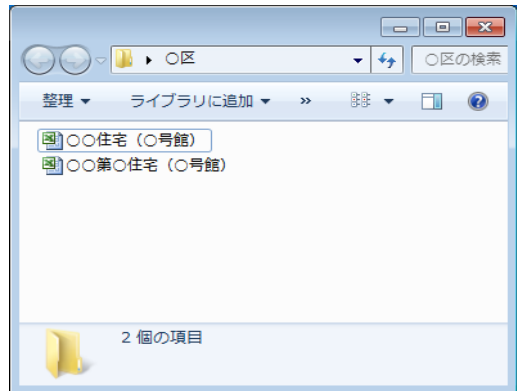 ○区
○区の検索
整理 ライブラリに追加 »
○○住宅（○号館）
○○第○住宅（○号館）
2 個の項目